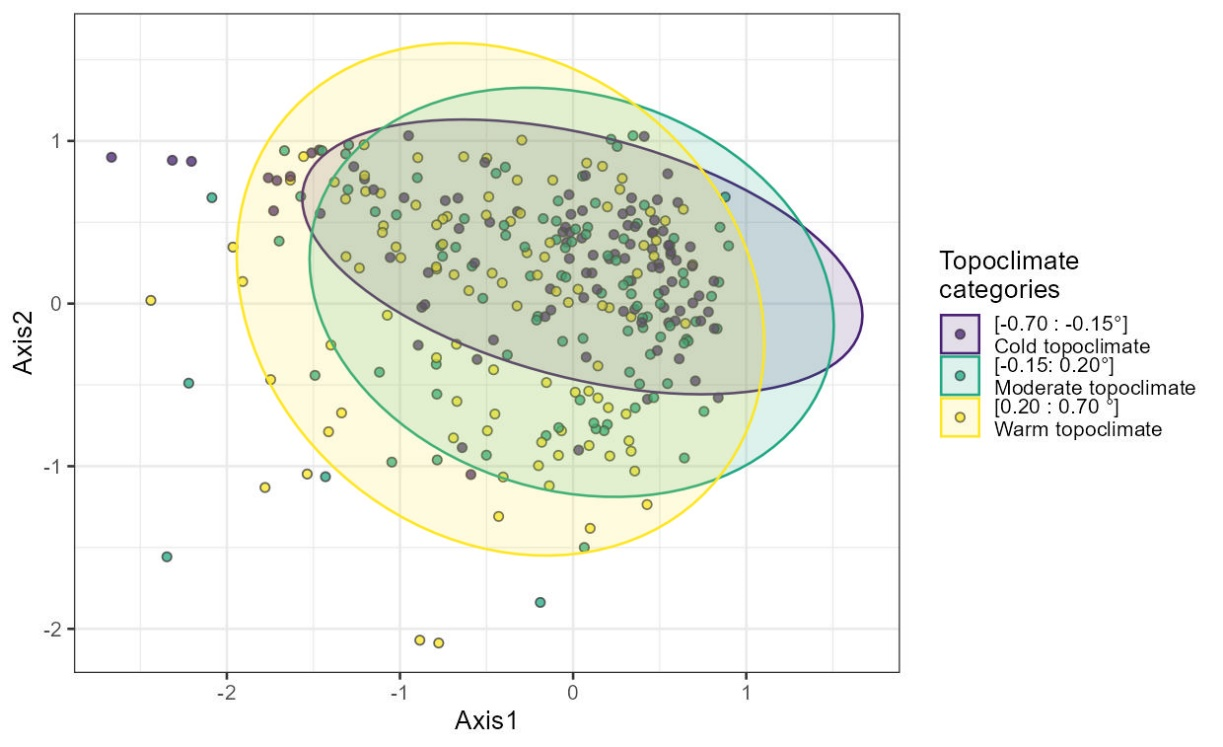 1
0
-1
-2
Axis2
-2
-1
0
1
Axis1
Topoclimate
categories
[-0.70 : -0.15°]
Cold topoclimate
[-0.15: 0.20°]
Moderate topoclimate
[0.20 : 0.70 °]
Warm topoclimate